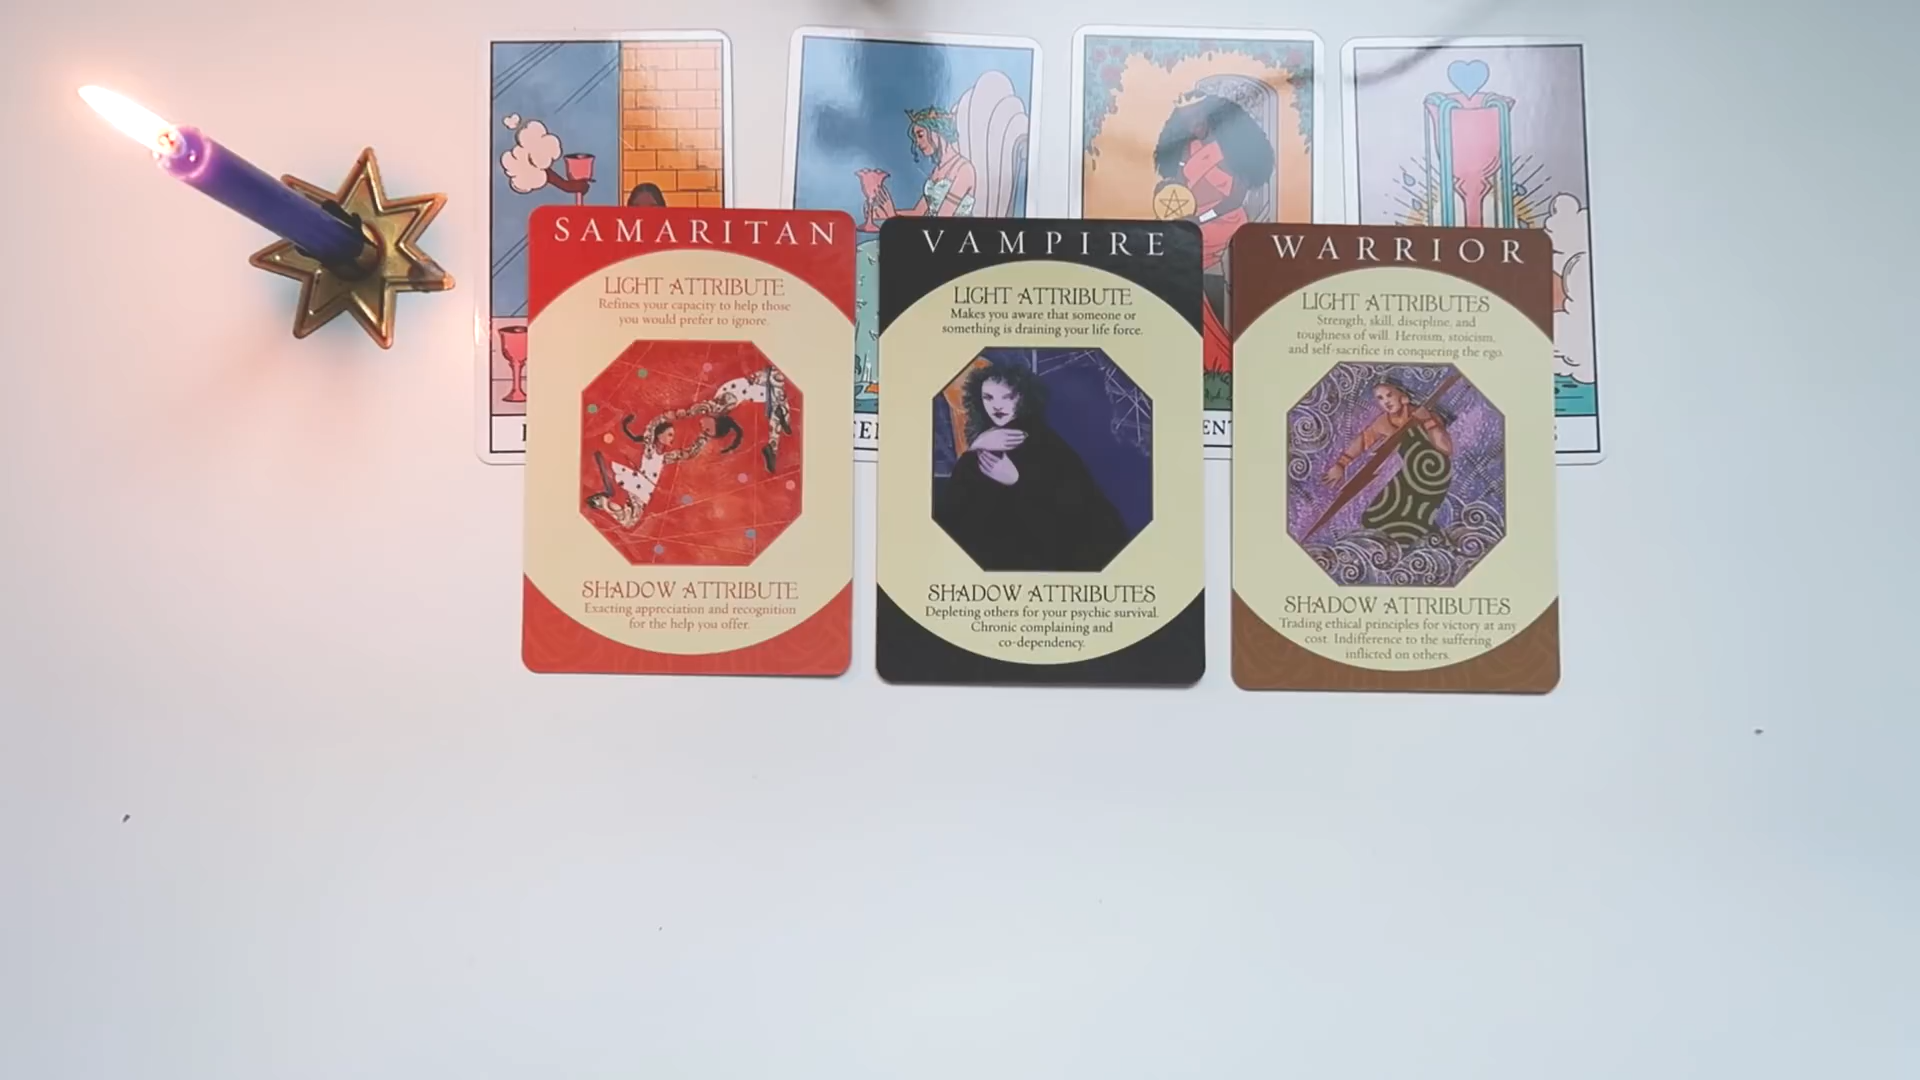 SAMARITAN
LIGHT ATTRIBUTE
Refines your capacity to help those
you would prefer to ignore.
SHADOW ATTRIBUTE
Exacting appreciation and recognition
for the help you offer.
VAMPIRE
LIGHT ATTRIBUTE
Makes you aware that someone or
something is draining your life force.
SHADOW ATTRIBUTES
Depleting others for your psychic survival.
Chronic complaining and
co-dependency.
WARRIOR
LIGHT ATTRIBUTES
Strength, skill, discipline, and
toughness of will. Heroism, stoicism,
and self-sacrifice in conquering the ego.
SHADOW ATTRIBUTES
Trading ethical principles for victory at any
cost. Indifference to the suffering
inflicted on others.